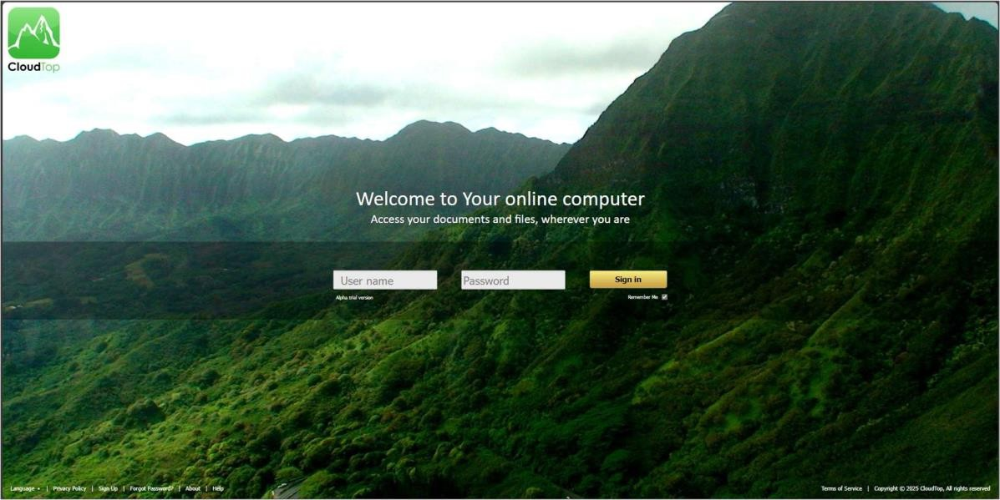 CloudTop
Welcome to Your online computer
Access your documents and files, wherever you are
User name
Password
Sign in
Alpha trial version
Remember Me
Language | Privacy Policy | Sign Up | Forgot Password? | About | Help
Terms of Service | Copyright © 2025 CloudTop, All rights reserved